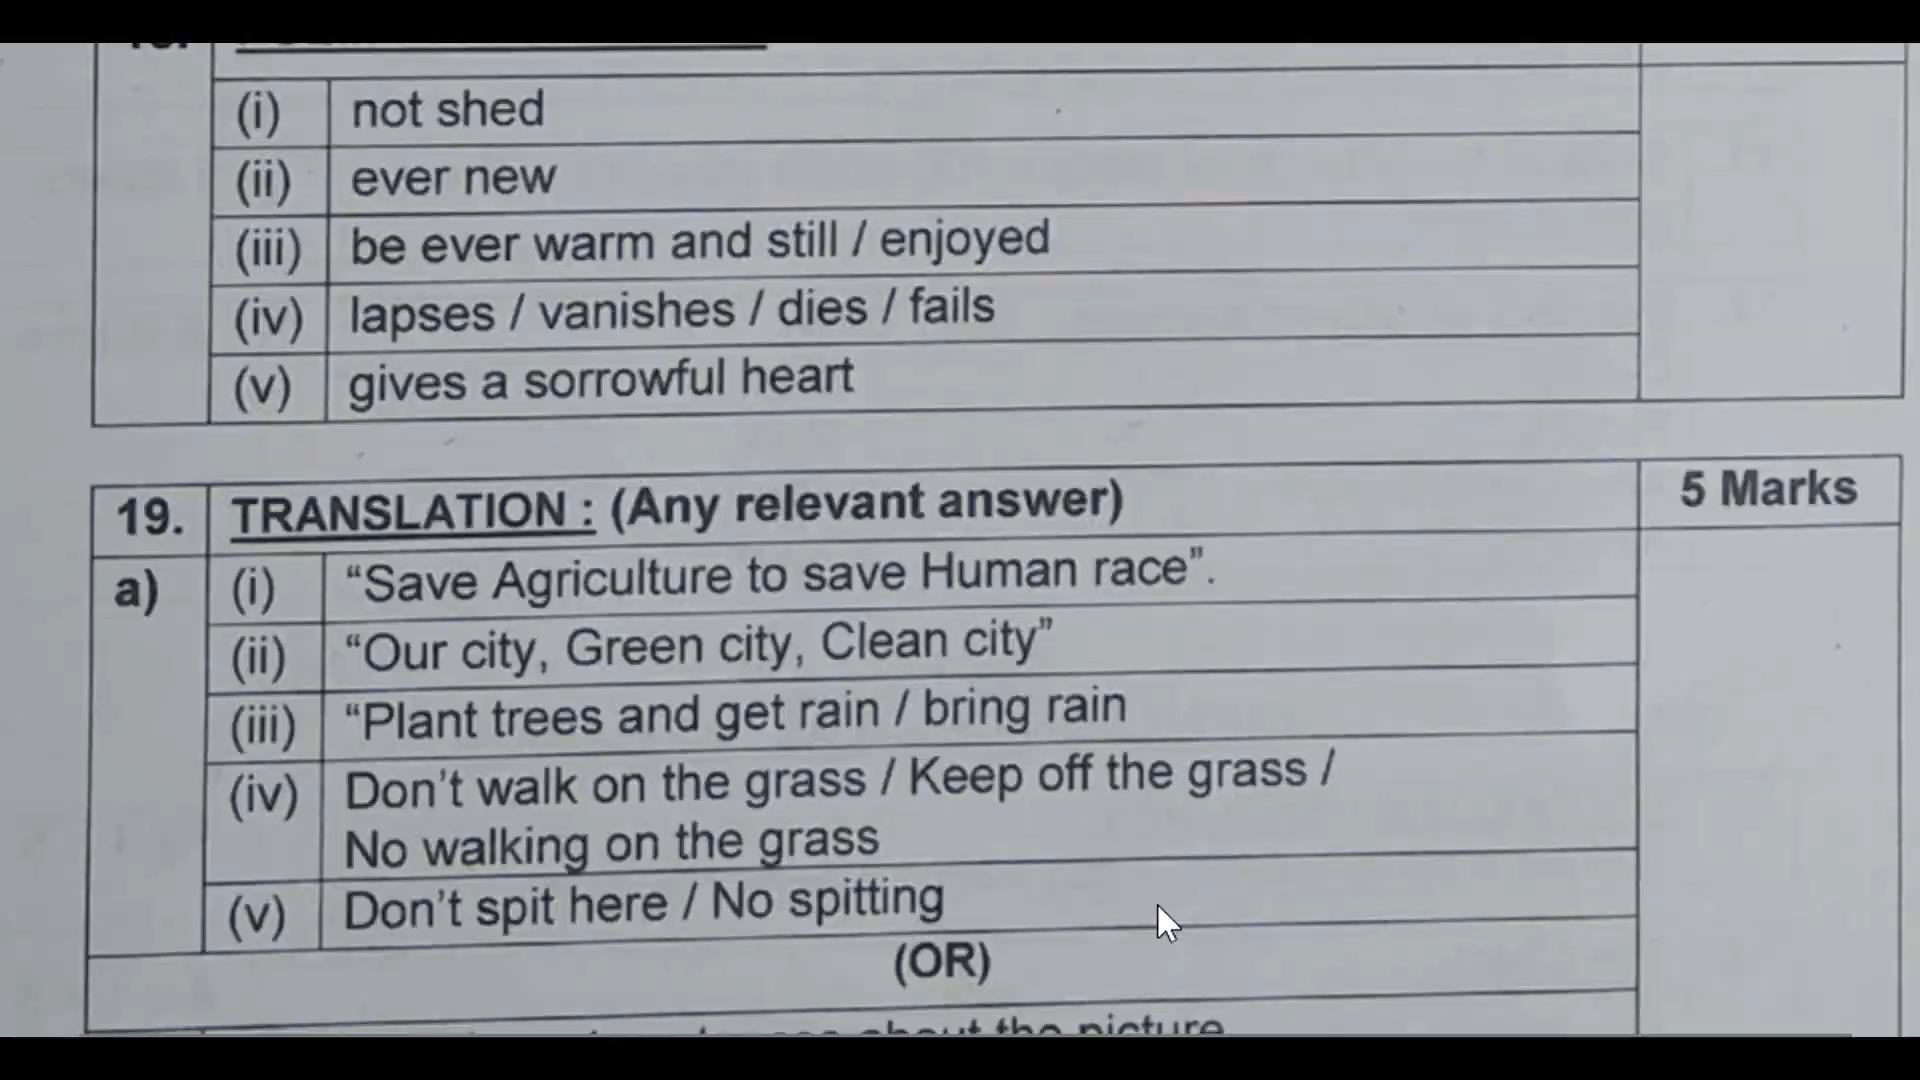 (i) not shed
(ii) ever new
(iii) be ever warm and still / enjoyed
(iv) lapses / vanishes / dies / fails
(v) gives a sorrowful heart
19. TRANSLATION : (Any relevant answer) 5 Marks
a) (i) “Save Agriculture to save Human race”.
(ii) “Our city, Green city, Clean city”
(iii) “Plant trees and get rain / bring rain
(iv) Don’t walk on the grass / Keep off the grass /
No walking on the grass
(v) Don’t spit here / No spitting
(OR)
about the picture